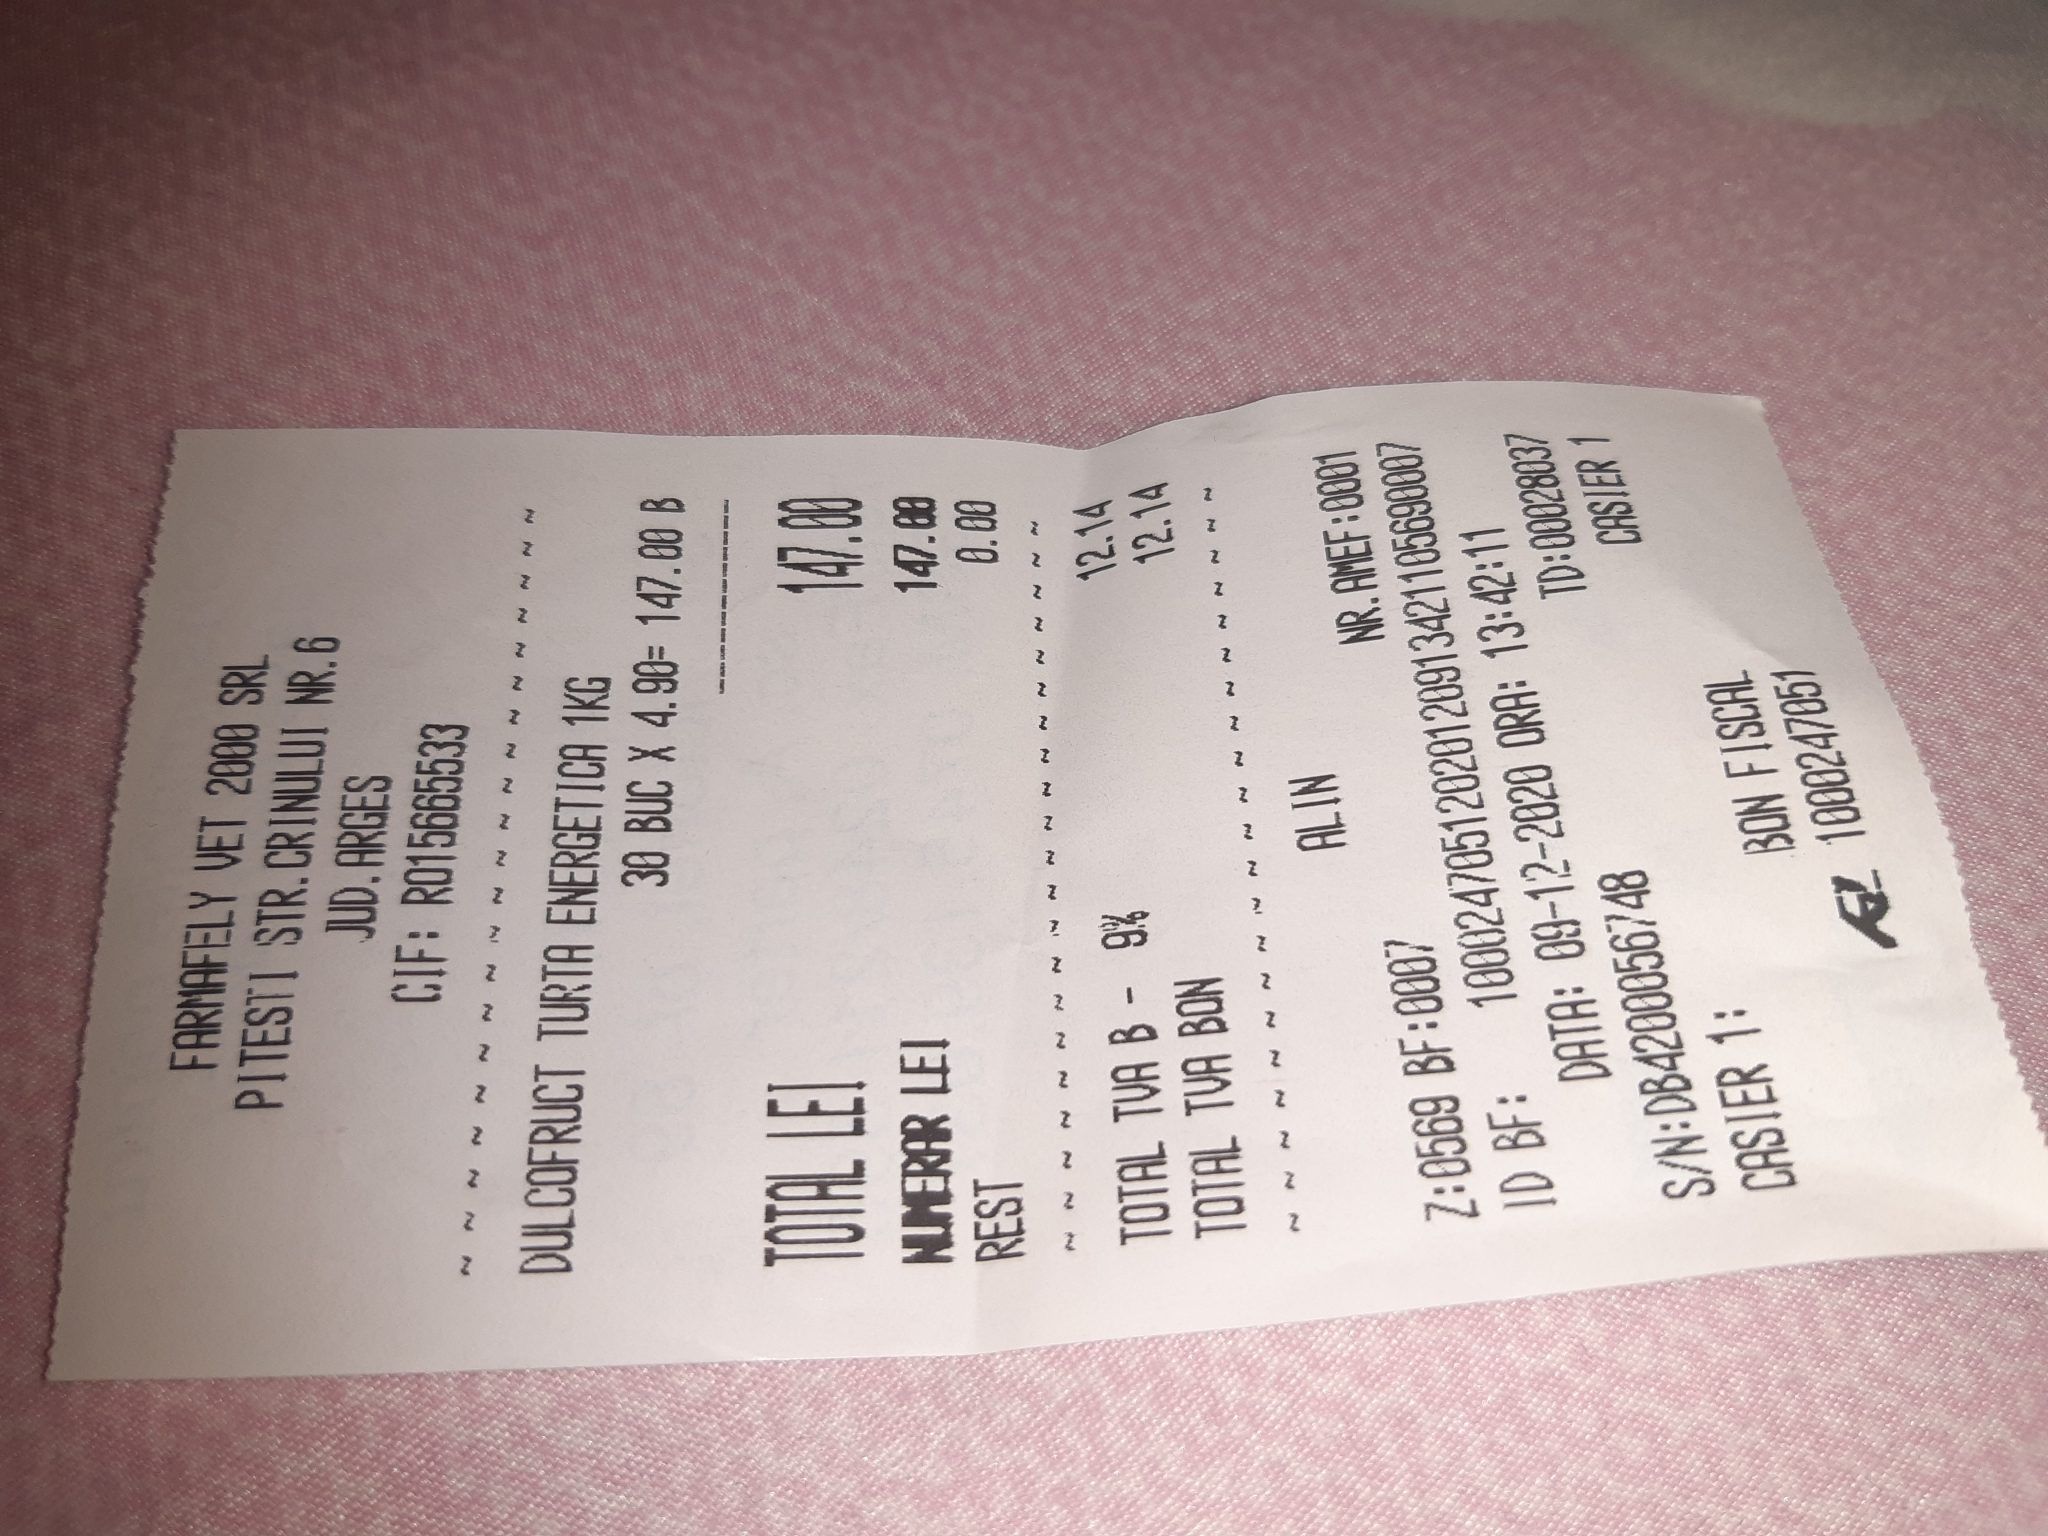 FARMAFELY VET 2000 SRL
PITESTI STR.CRINULUI NR.6
JUD.ARGES
CIF: RO15665533
~ ~ ~ ~ ~ ~ ~ ~ ~ ~ ~ ~ ~ ~ ~ ~ ~ ~ ~
DULCOFRUCT TURTA ENERGETICA 1KG
30 BUC X 4.90= 147.00 B
----------
TOTAL LEI 147.00
NUMERAR LEI 147.00
REST 0.00
~ ~ ~ ~ ~ ~ ~ ~ ~ ~ ~ ~ ~ ~ ~ ~ ~ ~ ~
TOTAL TVA B - 9% 12.14
TOTAL TVA BON 12.14
~ ~ ~ ~ ~ ~ ~ ~ ~ ~ ~ ~ ~ ~ ~ ~ ~ ~ ~
ALIN
Z:0569 BF:0007 NR.AMEF:0001
ID BF: 10002470512020120913421105690007
DATA: 09-12-2020 ORA: 13:42:11
S/N:DB4200056748 TD:00028037
CASIER 1: CASIER 1
BON FISCAL
1000247051